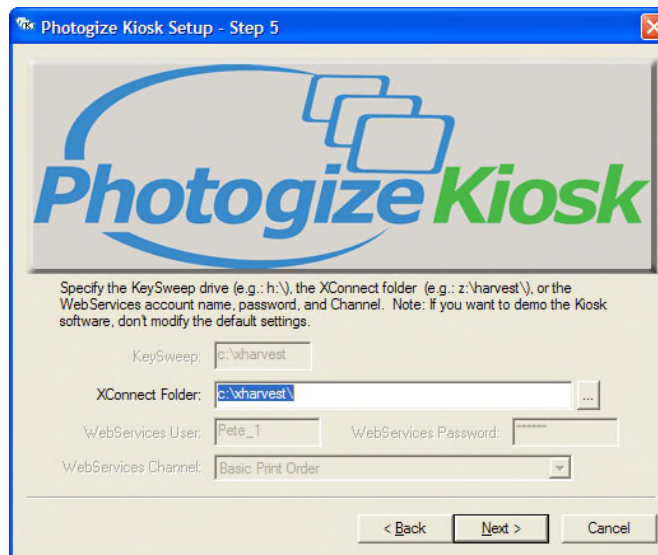 Photogize Kiosk Setup - Step 5
Photogize Kiosk
Specify the KeySweep drive (e.g.: h:\), the XConnect folder (e.g.: z:\harvest\), or the
WebServices account name, password, and Channel. Note: If you want to demo the Kiosk
software, don't modify the default settings.
KeySweep: c:\xharvest
XConnect Folder: c:\xharvest\ ...
WebServices User: Pete_1 WebServices Password: ******
WebServices Channel: Basic Print Order
< Back Next > Cancel